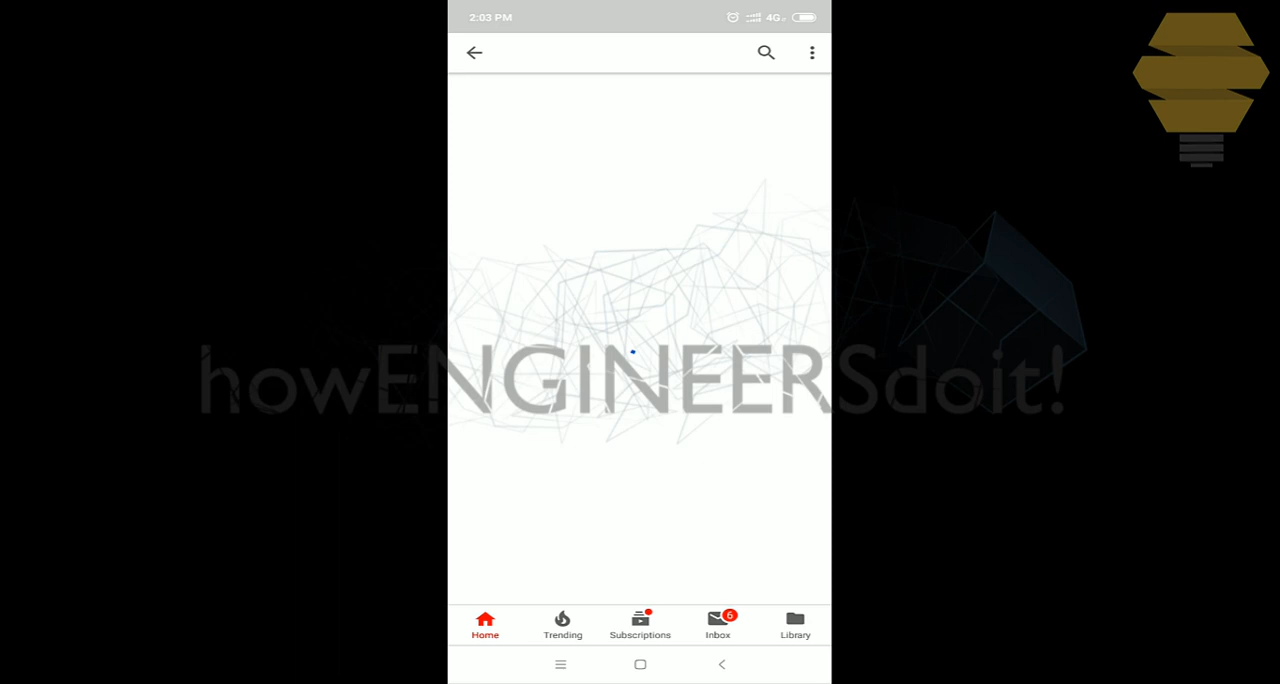 2:03 PM
4G
howENGINEERSdoit!
6
Home
Trending
Subscriptions
Inbox
Library